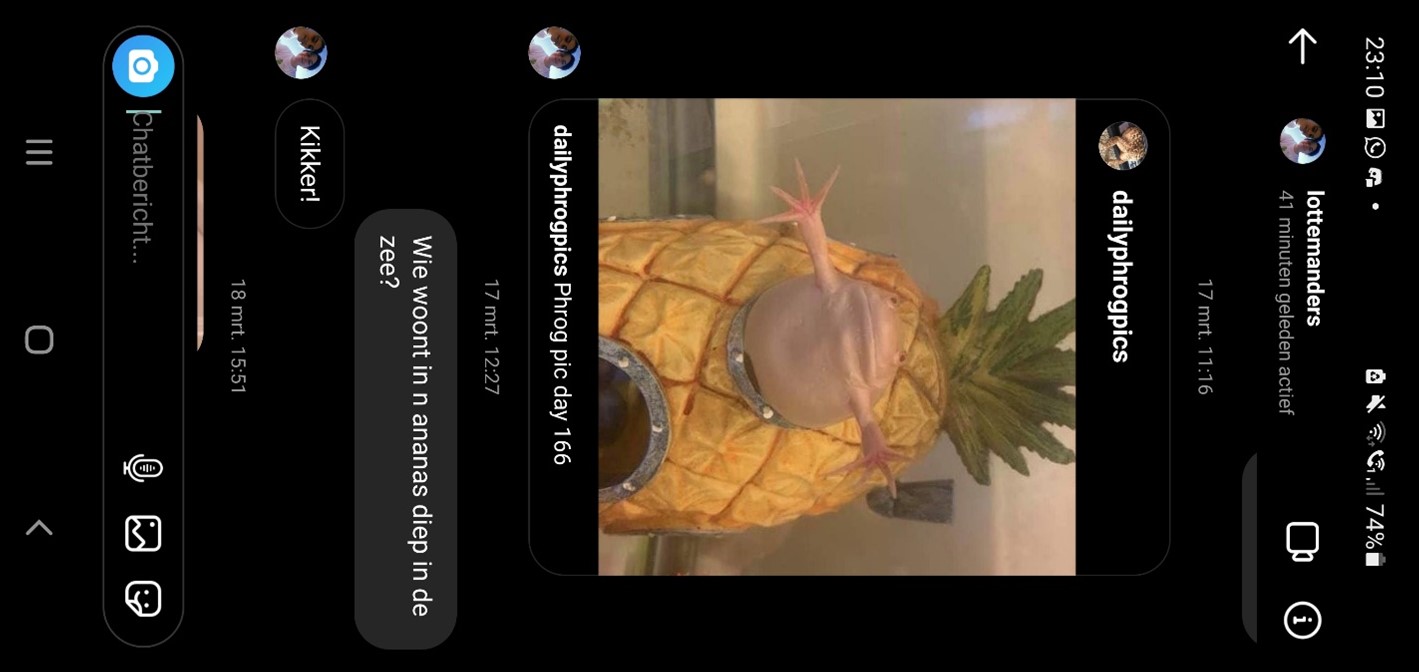 23:10 74%
lottemanders
41 minuten geleden actief
17 mrt. 11:16
dailyphrogpics
dailyphrogpics Phrog pic day 166
17 mrt. 12:27
Wie woont in n ananas diep in de
zee?
Kikker!
18 mrt. 15:51
Chatbericht...